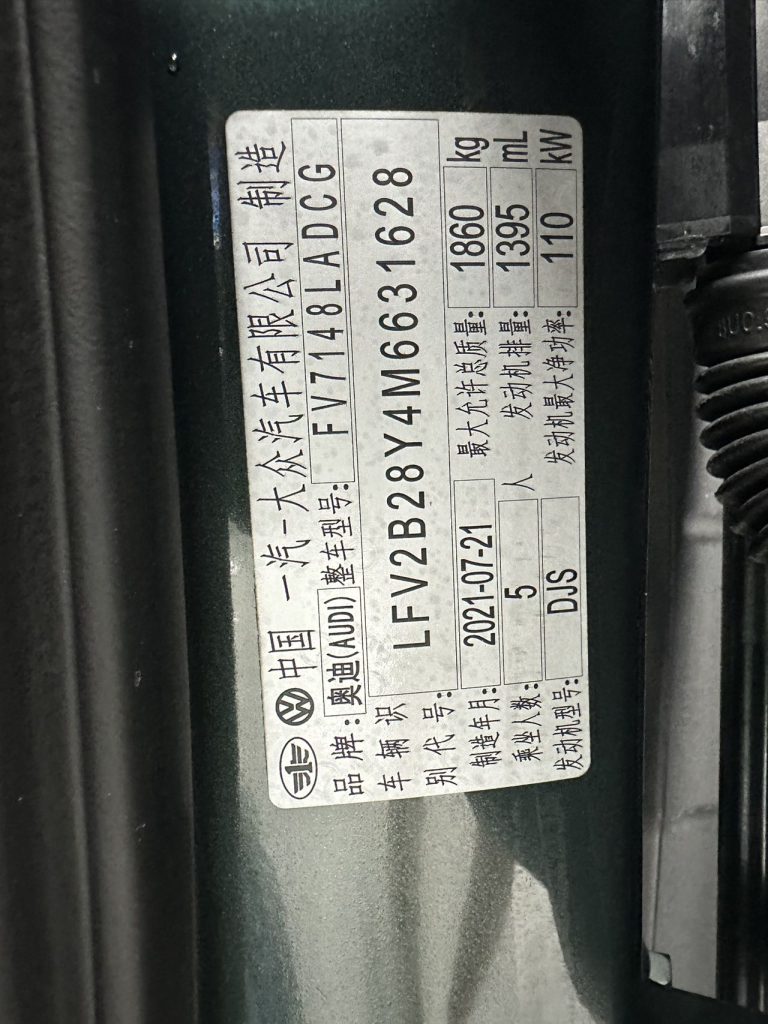 中国 一汽-大众汽车有限公司 制造
品牌: 奥迪(AUDI) 整车型号: FV7148LADCG
车辆识别代号: LFV2B28Y4M6631628
制造年月: 2021-07-21 最大允许总质量: 1860 kg
乘坐人数: 5 人 发动机排量: 1395 mL
发动机型号: DJS 发动机最大净功率: 110 kW